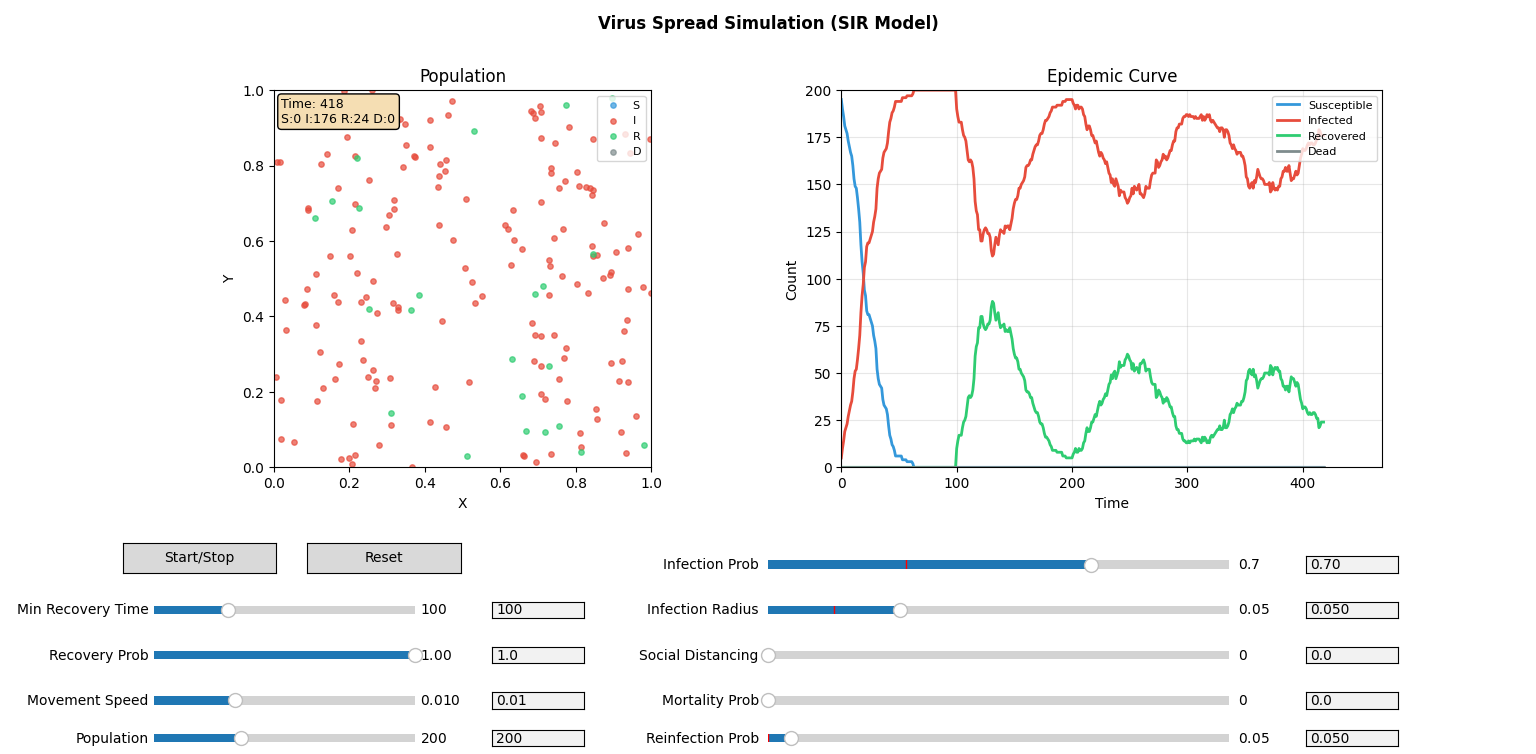 Virus Spread Simulation (SIR Model)
Population
Time: 418
S:0 I:176 R:24 D:0
S
I
R
D
1.0
0.8
0.6
0.4
0.2
0.0
Y
0.0 0.2 0.4 0.6 0.8 1.0
X
Epidemic Curve
Susceptible
Infected
Recovered
Dead
200
175
150
125
100
75
50
25
0
Count
0 100 200 300 400
Time
Start/Stop Reset
Min Recovery Time 100 100
Recovery Prob 1.00 1.0
Movement Speed 0.010 0.01
Population 200 200
Infection Prob 0.7 0.70
Infection Radius 0.05 0.050
Social Distancing 0 0.0
Mortality Prob 0 0.0
Reinfection Prob 0.05 0.050